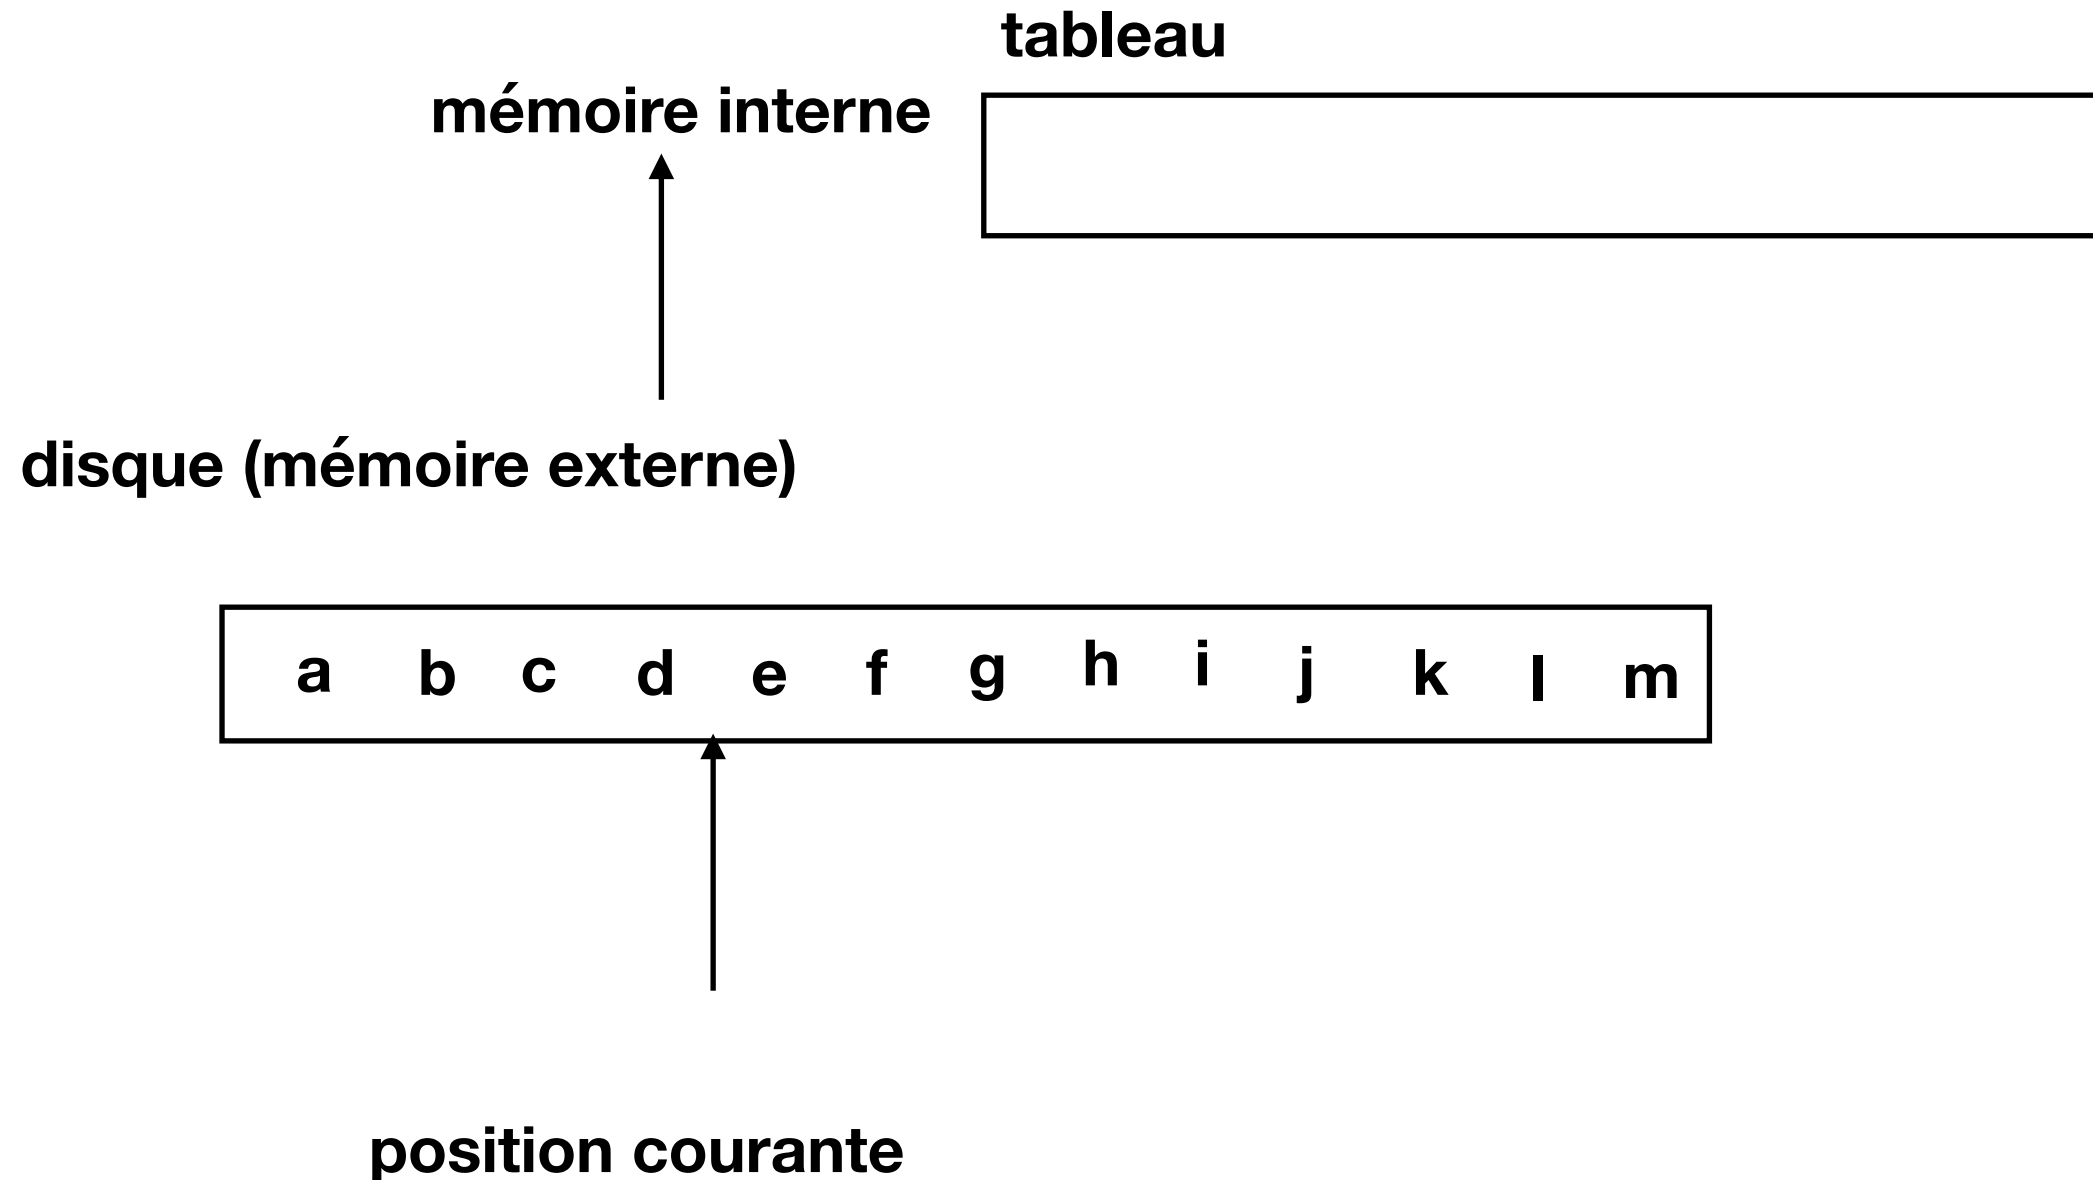 tableau
mémoire interne
disque (mémoire externe)
a b c d e f g h i j k l m
position courante